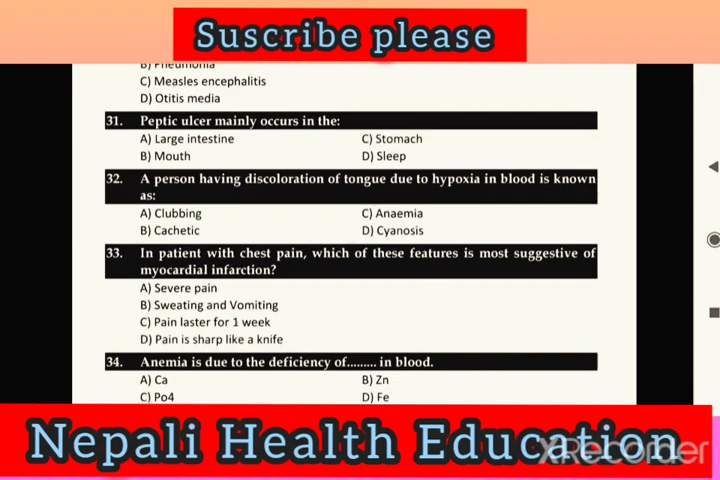 Suscribe please
B) Pneumonia
C) Measles encephalitis
D) Otitis media
31. Peptic ulcer mainly occurs in the:
A) Large intestine C) Stomach
B) Mouth D) Sleep
32. A person having discoloration of tongue due to hypoxia in blood is known
as:
A) Clubbing C) Anaemia
B) Cachetic D) Cyanosis
33. In patient with chest pain, which of these features is most suggestive of
myocardial infarction?
A) Severe pain
B) Sweating and Vomiting
C) Pain laster for 1 week
D) Pain is sharp like a knife
34. Anemia is due to the deficiency of......... in blood.
A) Ca B) Zn
C) Po4 D) Fe
Nepali Health Education
XRecorder